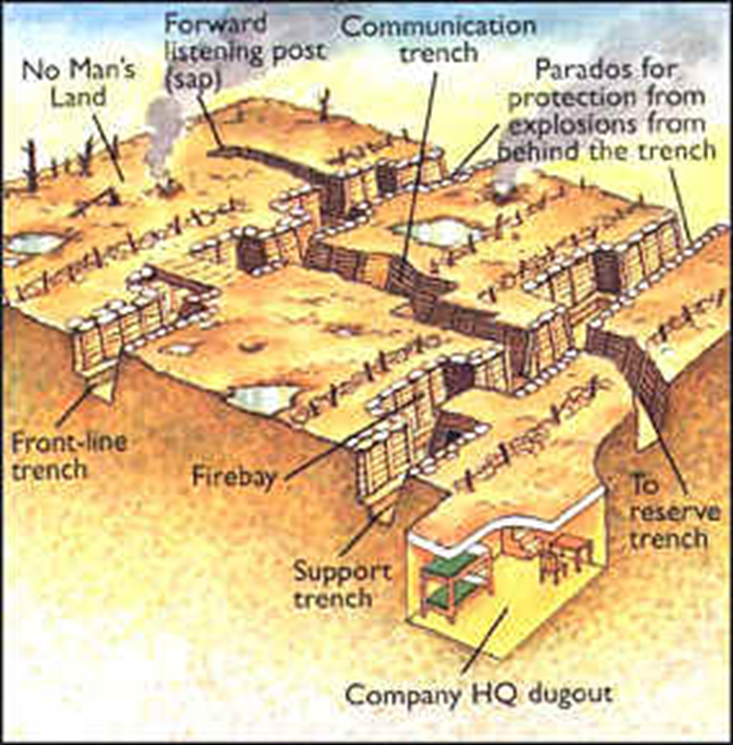 Forward
listening post
(sap)
Communication
trench
No Man's
Land
Parados for
protection from
explosions from
behind the trench
Front-line
trench
Firebay
To
reserve
trench
Support
trench
Company HQ dugout